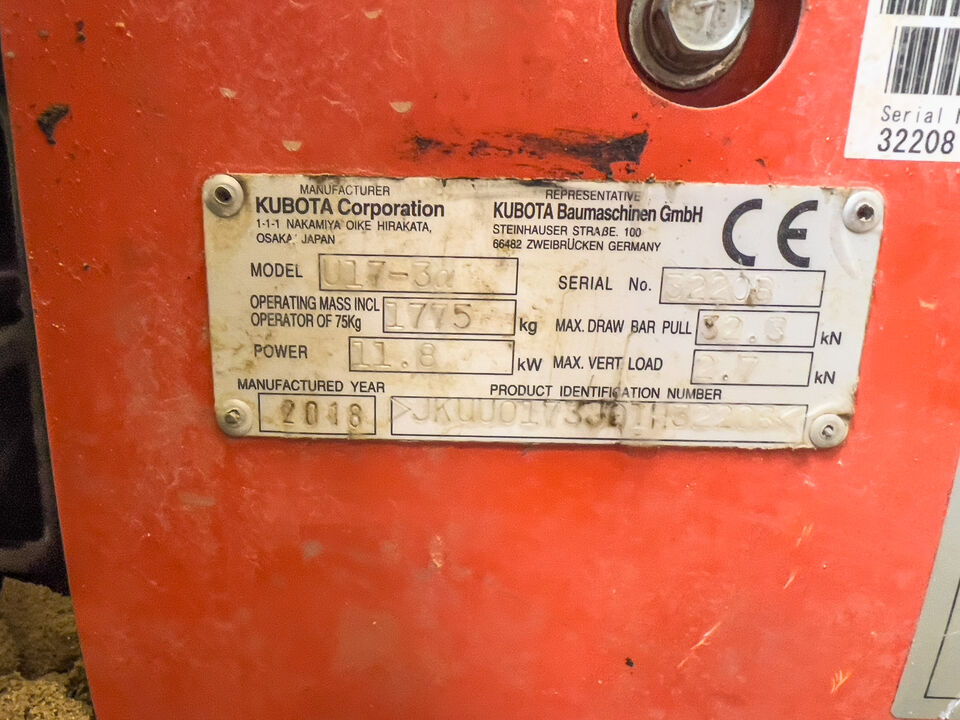 Serial
32208
MANUFACTURER
KUBOTA Corporation
1-1-1 NAKAMIYA OIKE HIRAKATA,
OSAKA, JAPAN
REPRESENTATIVE
KUBOTA Baumaschinen GmbH
STEINHAUSER STRAẞE. 100
66482 ZWEIBRÜCKEN GERMANY
CE
MODEL U17-3α
SERIAL No. 32208
OPERATING MASS INCL
OPERATOR OF 75Kg 1775 kg
MAX. DRAW BAR PULL kN
POWER 11.8 kW
MAX. VERT LOAD 2.7 kN
MANUFACTURED YEAR
2018
PRODUCT IDENTIFICATION NUMBER